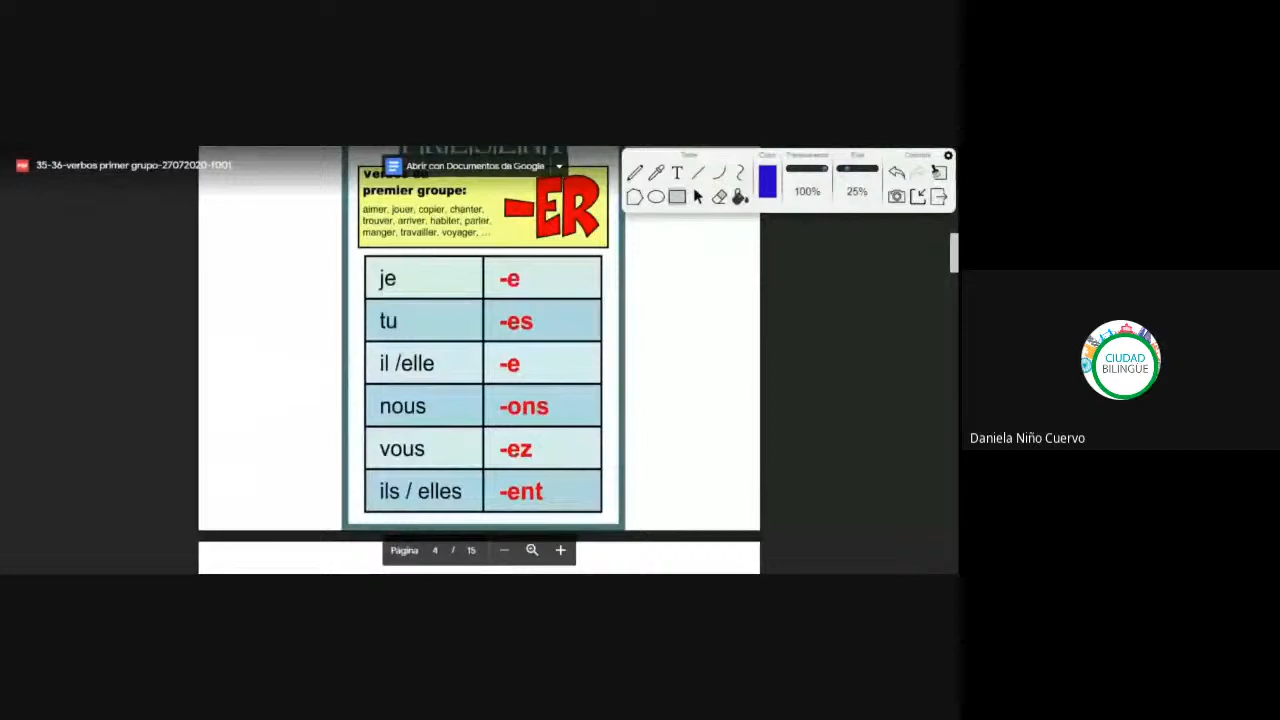 35-36-verbos primer grupo-27072020-f001
Abrir con Documentos de Google
premier groupe:
aimer, jouer, copier, chanter,
trouver, arriver, habiter, parler,
manger, travailler, voyager, ...
-ER
je -e
tu -es
il /elle -e
nous -ons
vous -ez
ils / elles -ent
Página 4 / 15
100%
25%
CIUDAD
BILINGÜE
Daniela Niño Cuervo